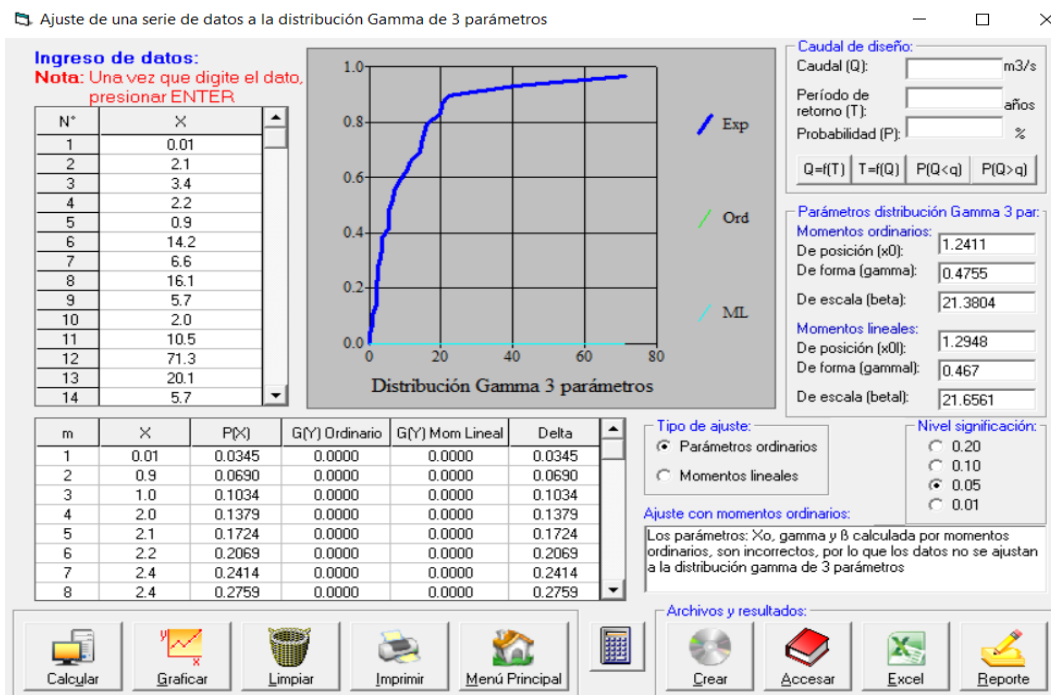 Ajuste de una serie de datos a la distribución Gamma de 3 parámetros
Ingreso de datos:
Nota: Una vez que digite el dato,
presionar ENTER
N° X
1 0.01
2 2.1
3 3.4
4 2.2
5 0.9
6 14.2
7 6.6
8 16.1
9 5.7
10 2.0
11 10.5
12 71.3
13 20.1
14 5.7
1.0
0.8
0.6
0.4
0.2
0.0
0 20 40 60 80
Distribución Gamma 3 parámetros
Exp
Ord
ML
Caudal de diseño:
Caudal (Q): m3/s
Período de
retorno (T): años
Probabilidad (P): %
Q=f(T) T=f(Q) P(Q<q) P(Q>q)
Parámetros distribución Gamma 3 par:
Momentos ordinarios:
De posición (x0): 1.2411
De forma (gamma): 0.4755
De escala (beta): 21.3804
Momentos lineales:
De posición (x0l): 1.2948
De forma (gammal): 0.467
De escala (betal): 21.6561
m X P(X) G(Y) Ordinario G(Y) Mom Lineal Delta
1 0.01 0.0345 0.0000 0.0000 0.0345
2 0.9 0.0690 0.0000 0.0000 0.0690
3 1.0 0.1034 0.0000 0.0000 0.1034
4 2.0 0.1379 0.0000 0.0000 0.1379
5 2.1 0.1724 0.0000 0.0000 0.1724
6 2.2 0.2069 0.0000 0.0000 0.2069
7 2.4 0.2414 0.0000 0.0000 0.2414
8 2.4 0.2759 0.0000 0.0000 0.2759
Tipo de ajuste:
Parámetros ordinarios
Momentos lineales
Nivel significación:
0.20
0.10
0.05
0.01
Ajuste con momentos ordinarios:
Los parámetros: Xo, gamma y ß calculada por momentos
ordinarios, son incorrectos, por lo que los datos no se ajustan
a la distribución gamma de 3 parámetros
Calcular Graficar Limpiar Imprimir Menú Principal
Archivos y resultados:
Crear Accesar Excel Reporte